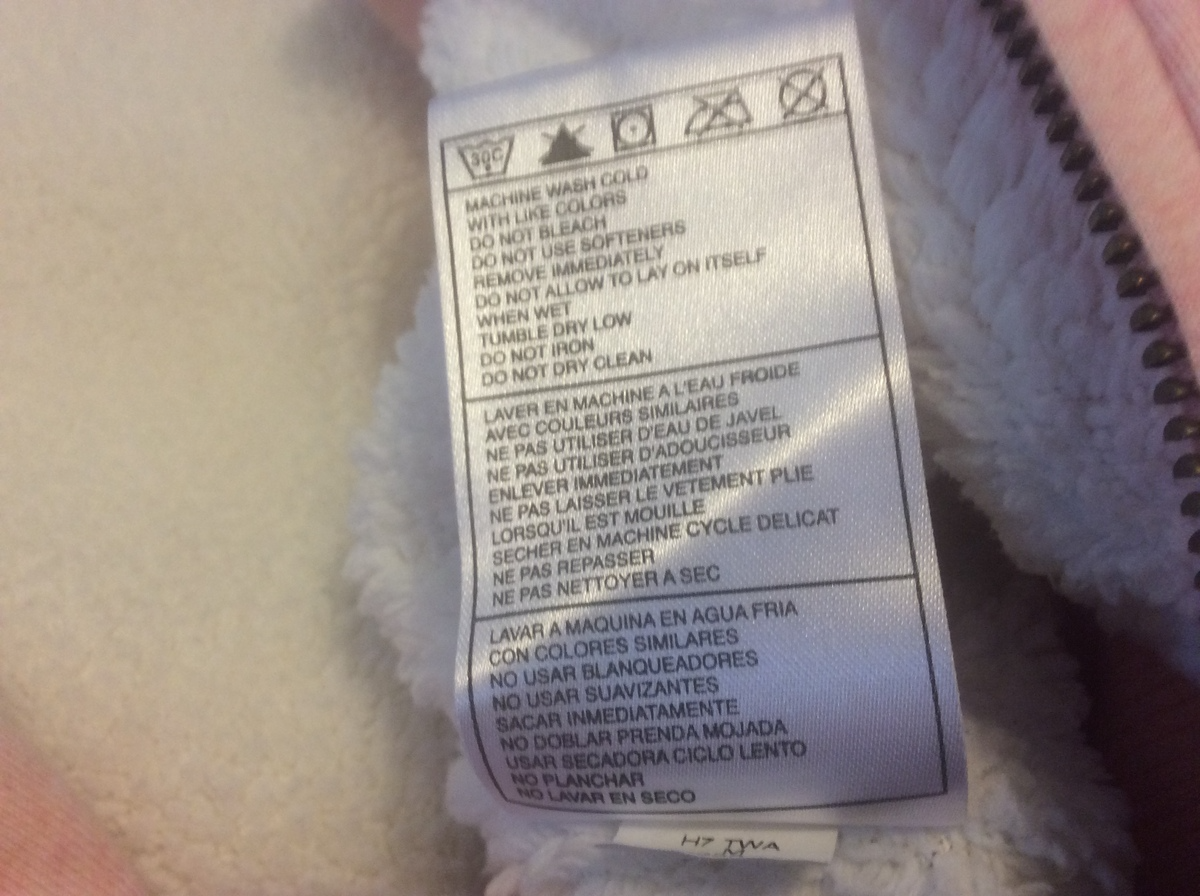 30C
MACHINE WASH COLD
WITH LIKE COLORS
DO NOT BLEACH
DO NOT USE SOFTENERS
REMOVE IMMEDIATELY
DO NOT ALLOW TO LAY ON ITSELF
WHEN WET
TUMBLE DRY LOW
DO NOT IRON
DO NOT DRY CLEAN
LAVER EN MACHINE A L'EAU FROIDE
AVEC COULEURS SIMILAIRES
NE PAS UTILISER D'EAU DE JAVEL
NE PAS UTILISER D'ADOUCISSEUR
ENLEVER IMMEDIATEMENT
NE PAS LAISSER LE VETEMENT PLIE
LORSQU'IL EST MOUILLE
SECHER EN MACHINE CYCLE DELICAT
NE PAS REPASSER
NE PAS NETTOYER A SEC
LAVAR A MAQUINA EN AGUA FRIA
CON COLORES SIMILARES
NO USAR BLANQUEADORES
NO USAR SUAVIZANTES
SACAR INMEDIATAMENTE
NO DOBLAR PRENDA MOJADA
USAR SECADORA CICLO LENTO
NO PLANCHAR
NO LAVAR EN SECO